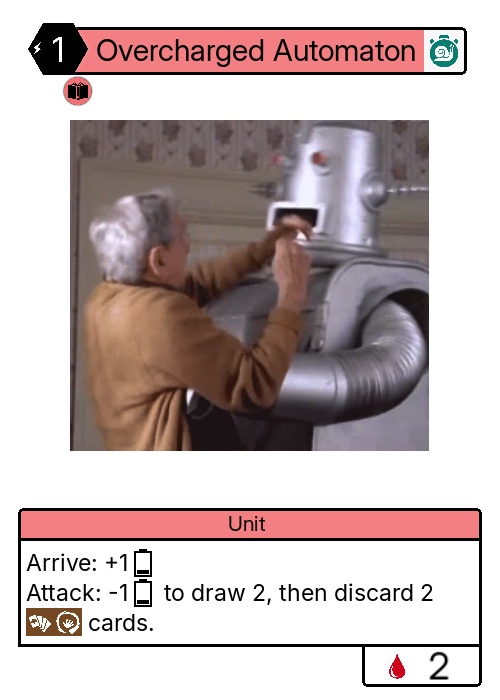 1 Overcharged Automaton
Unit
Arrive: +1
Attack: -1 to draw 2, then discard 2
cards.
2